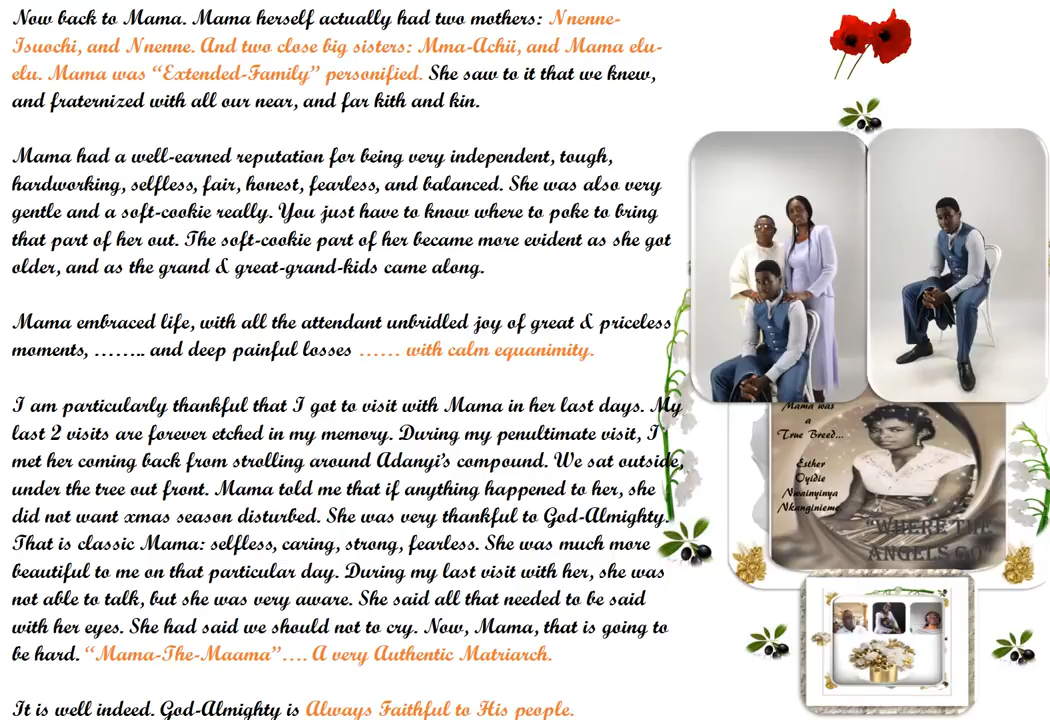 Now back to Mama. Mama herself actually had two mothers: Nnenne-
Isuochi, and Nnenne. And two close big sisters: Mma-Achii, and Mama elu-
elu. Mama was “Extended-Family” personified. She saw to it that we knew,
and fraternized with all our near, and far kith and kin.
Mama had a well-earned reputation for being very independent, tough,
hardworking, selfless, fair, honest, fearless, and balanced. She was also very
gentle and a soft-cookie really. You just have to know where to poke to bring
that part of her out. The soft-cookie part of her became more evident as she got
older, and as the grand & great-grand-kids came along.
Mama embraced life, with all the attendant unbridled joy of great & priceless
moments, …….. and deep painful losses …… with calm equanimity.
I am particularly thankful that I got to visit with Mama in her last days. My
last 2 visits are forever etched in my memory. During my penultimate visit, I
met her coming back from strolling around Adanyi’s compound. We sat outside,
under the tree out front. Mama told me that if anything happened to her, she
did not want xmas season disturbed. She was very thankful to God-Almighty.
That is classic Mama: selfless, caring, strong, fearless. She was much more
beautiful to me on that particular day. During my last visit with her, she was
not able to talk, but she was very aware. She said all that needed to be said
with her eyes. She had said we should not to cry. Now, Mama, that is going to
be hard. “Mama-The-Maama”…. A very Authentic Matriarch.
It is well indeed. God-Almighty is Always Faithful to His people.
Mama was
a
True Breed...
Esther
Oyidie
Nwainyinya
Nkanginieme.
“WHERE THE
ANGELS GO”